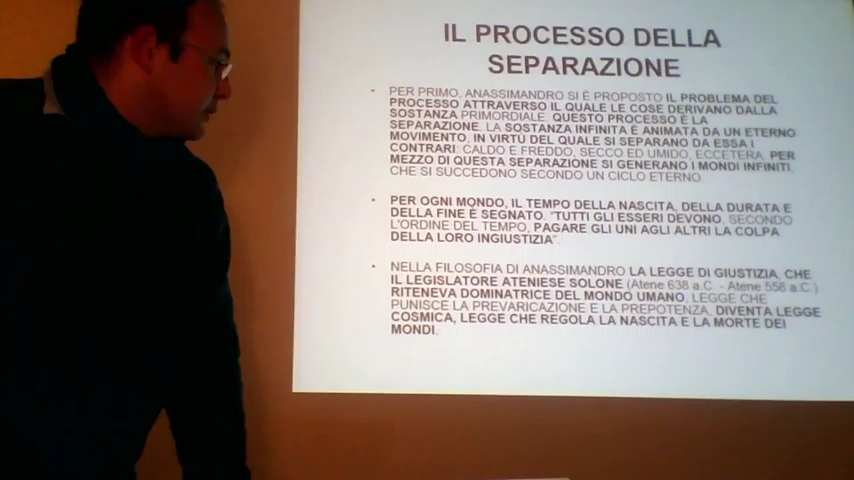 IL PROCESSO DELLA
SEPARAZIONE
• PER PRIMO, ANASSIMANDRO SI È PROPOSTO IL PROBLEMA DEL
PROCESSO ATTRAVERSO IL QUALE LE COSE DERIVANO DALLA
SOSTANZA PRIMORDIALE. QUESTO PROCESSO È LA
SEPARAZIONE. LA SOSTANZA INFINITA È ANIMATA DA UN ETERNO
MOVIMENTO, IN VIRTÙ DEL QUALE SI SEPARANO DA ESSA I
CONTRARI: CALDO E FREDDO, SECCO ED UMIDO, ECCETERA. PER
MEZZO DI QUESTA SEPARAZIONE SI GENERANO I MONDI INFINITI,
CHE SI SUCCEDONO SECONDO UN CICLO ETERNO.
• PER OGNI MONDO, IL TEMPO DELLA NASCITA, DELLA DURATA E
DELLA FINE È SEGNATO. "TUTTI GLI ESSERI DEVONO, SECONDO
L'ORDINE DEL TEMPO, PAGARE GLI UNI AGLI ALTRI LA COLPA
DELLA LORO INGIUSTIZIA".
• NELLA FILOSOFIA DI ANASSIMANDRO LA LEGGE DI GIUSTIZIA, CHE
IL LEGISLATORE ATENIESE SOLONE (Atene 638 a.C. - Atene 558 a.C.)
RITENEVA DOMINATRICE DEL MONDO UMANO, LEGGE CHE
PUNISCE LA PREVARICAZIONE E LA PREPOTENZA, DIVENTA LEGGE
COSMICA, LEGGE CHE REGOLA LA NASCITA E LA MORTE DEI
MONDI.